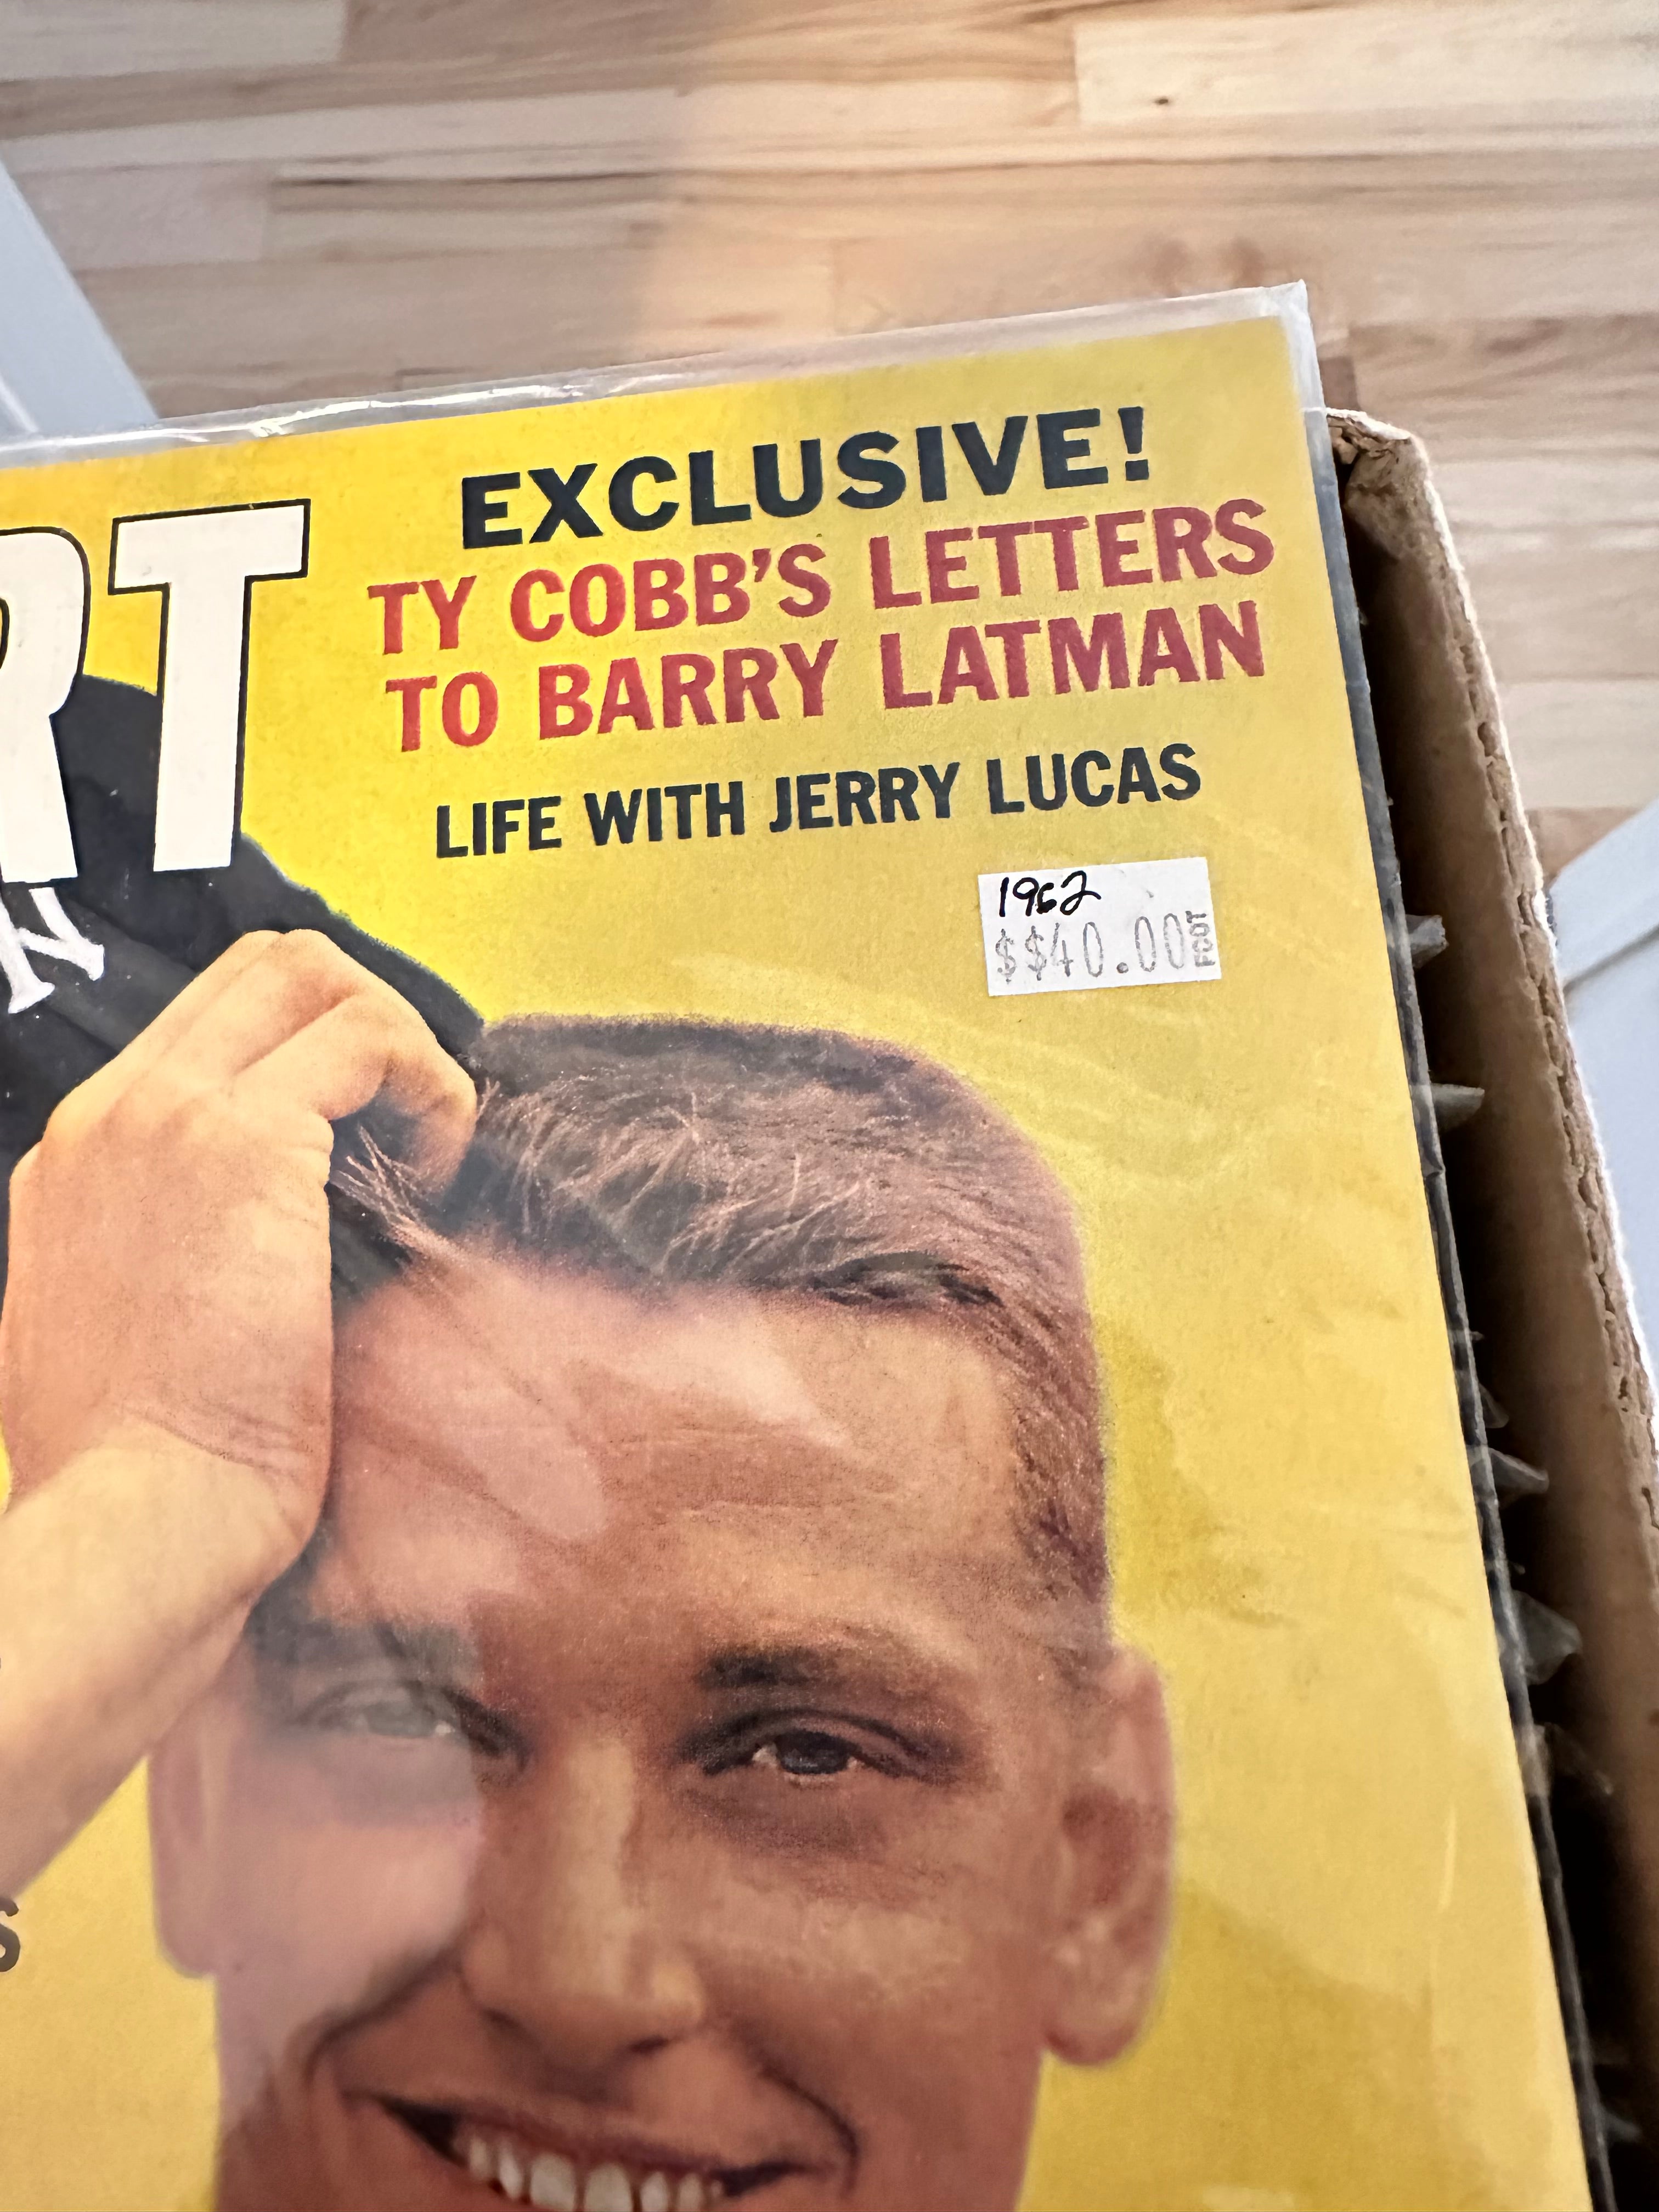 RT
EXCLUSIVE!
TY COBB'S LETTERS
TO BARRY LATMAN
LIFE WITH JERRY LUCAS
1962
$$40.00
S